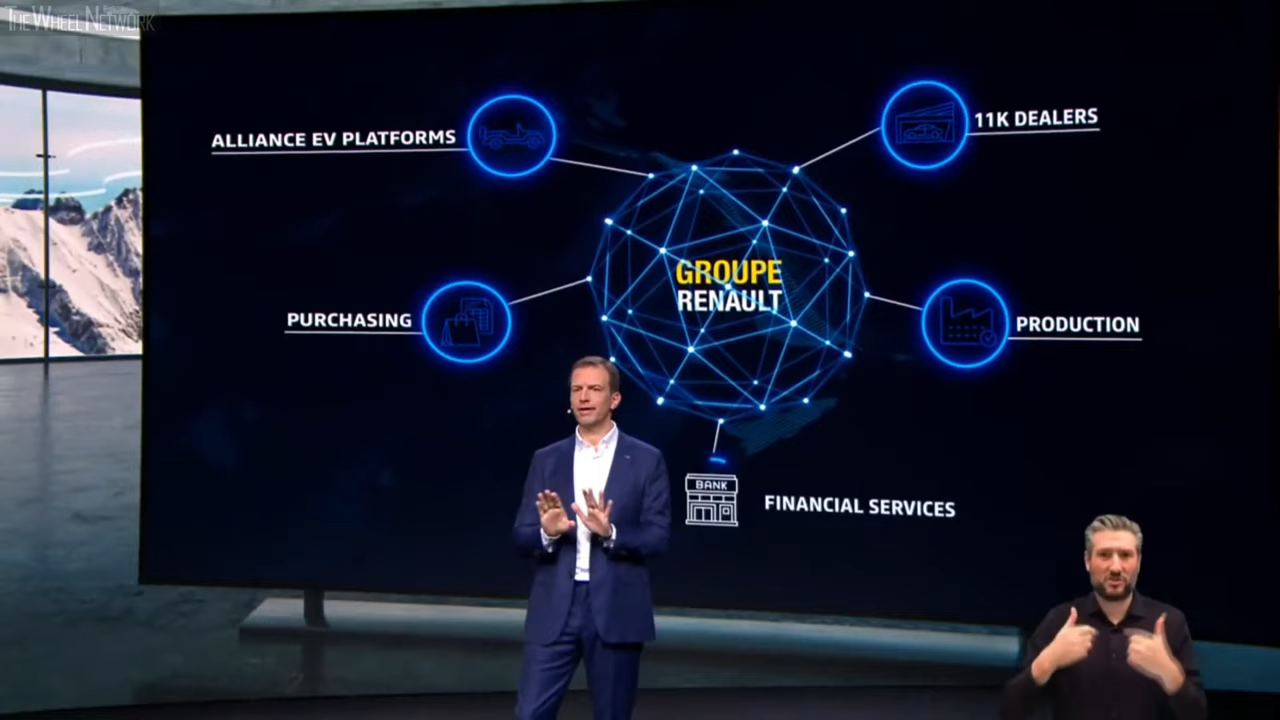 THE WHEEL NETWORK
ALLIANCE EV PLATFORMS
11K DEALERS
GROUPE
RENAULT
PURCHASING
PRODUCTION
BANK
FINANCIAL SERVICES